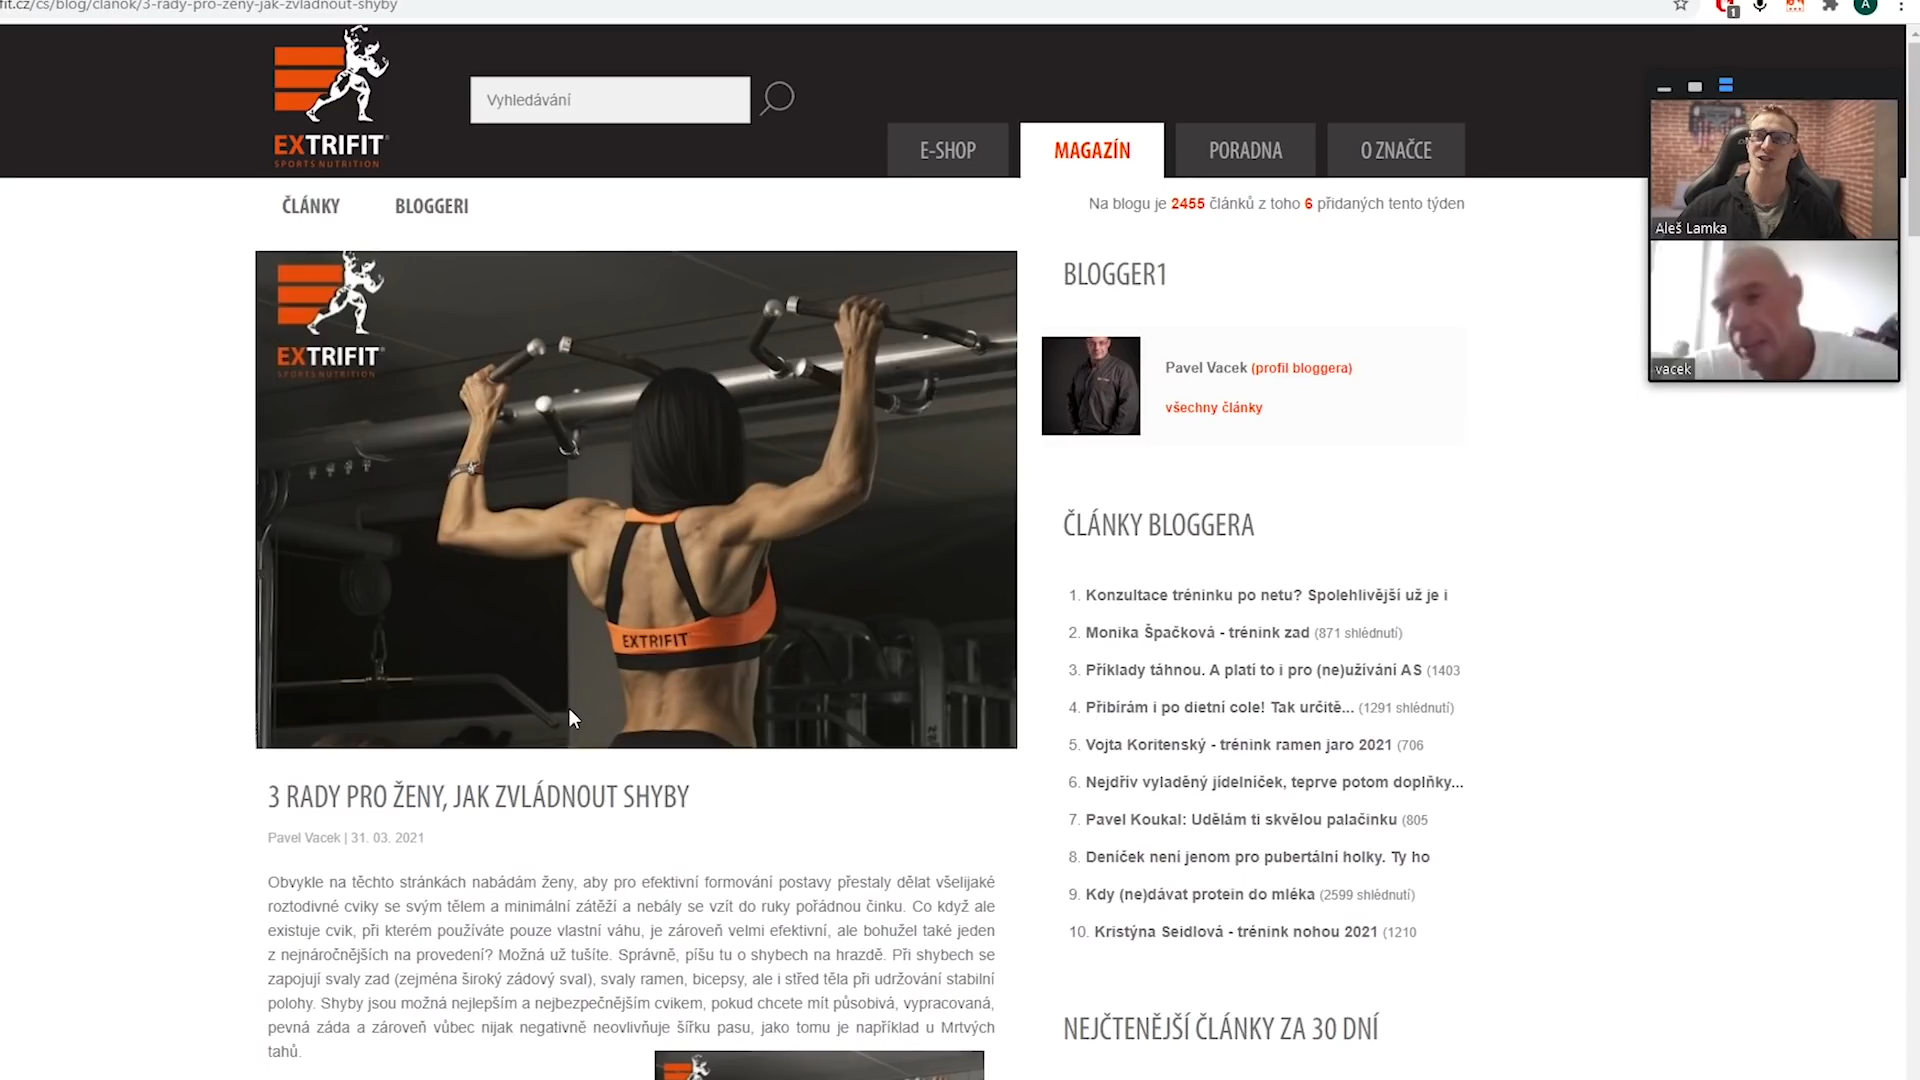 fit.cz/cs/blog/clanok/3-rady-pro-zeny-jak-zvladnout-shyby
1
A
EXTRIFIT
SPORTS NUTRITION
Vyhledávání
E-SHOP
MAGAZÍN
PORADNA
O ZNAČCE
ČLÁNKY
BLOGGERI
Na blogu je 2455 článků z toho 6 přidaných tento týden
Aleš Lamka
vacek
EXTRIFIT
SPORTS NUTRITION
EXTRIFIT
BLOGGER1
Pavel Vacek (profil bloggera)
všechny články
ČLÁNKY BLOGGERA
1. Konzultace tréninku po netu? Spolehlivější už je i
2. Monika Špačková - trénink zad (871 shlédnutí)
3. Příklady táhnou. A platí to i pro (ne)užívání AS (1403
4. Přibírám i po dietní cole! Tak určitě... (1291 shlédnutí)
5. Vojta Koritenský - trénink ramen jaro 2021 (706
6. Nejdřív vyladěný jídelníček, teprve potom doplňky...
7. Pavel Koukal: Udělám ti skvělou palačinku (805
8. Deníček není jenom pro pubertální holky. Ty ho
9. Kdy (ne)dávat protein do mléka (2599 shlédnutí)
10. Kristýna Seidlová - trénink nohou 2021 (1210
NEJČTENĚJŠÍ ČLÁNKY ZA 30 DNÍ
3 RADY PRO ŽENY, JAK ZVLÁDNOUT SHYBY
Pavel Vacek | 31. 03. 2021
Obvykle na těchto stránkách nabádám ženy, aby pro efektivní formování postavy přestaly dělat všelijaké
roztodivné cviky se svým tělem a minimální zátěží a nebály se vzít do ruky pořádnou činku. Co když ale
existuje cvik, při kterém používáte pouze vlastní váhu, je zároveň velmi efektivní, ale bohužel také jeden
z nejnáročnějších na provedení? Možná už tušíte. Správně, píšu tu o shybech na hrazdě. Při shybech se
zapojují svaly zad (zejména široký zádový sval), svaly ramen, bicepsy, ale i střed těla při udržování stabilní
polohy. Shyby jsou možná nejlepším a nejbezpečnějším cvikem, pokud chcete mít působivá, vypracovaná,
pevná záda a zároveň vůbec nijak negativně neovlivňuje šířku pasu, jako tomu je například u Mrtvých
tahů.